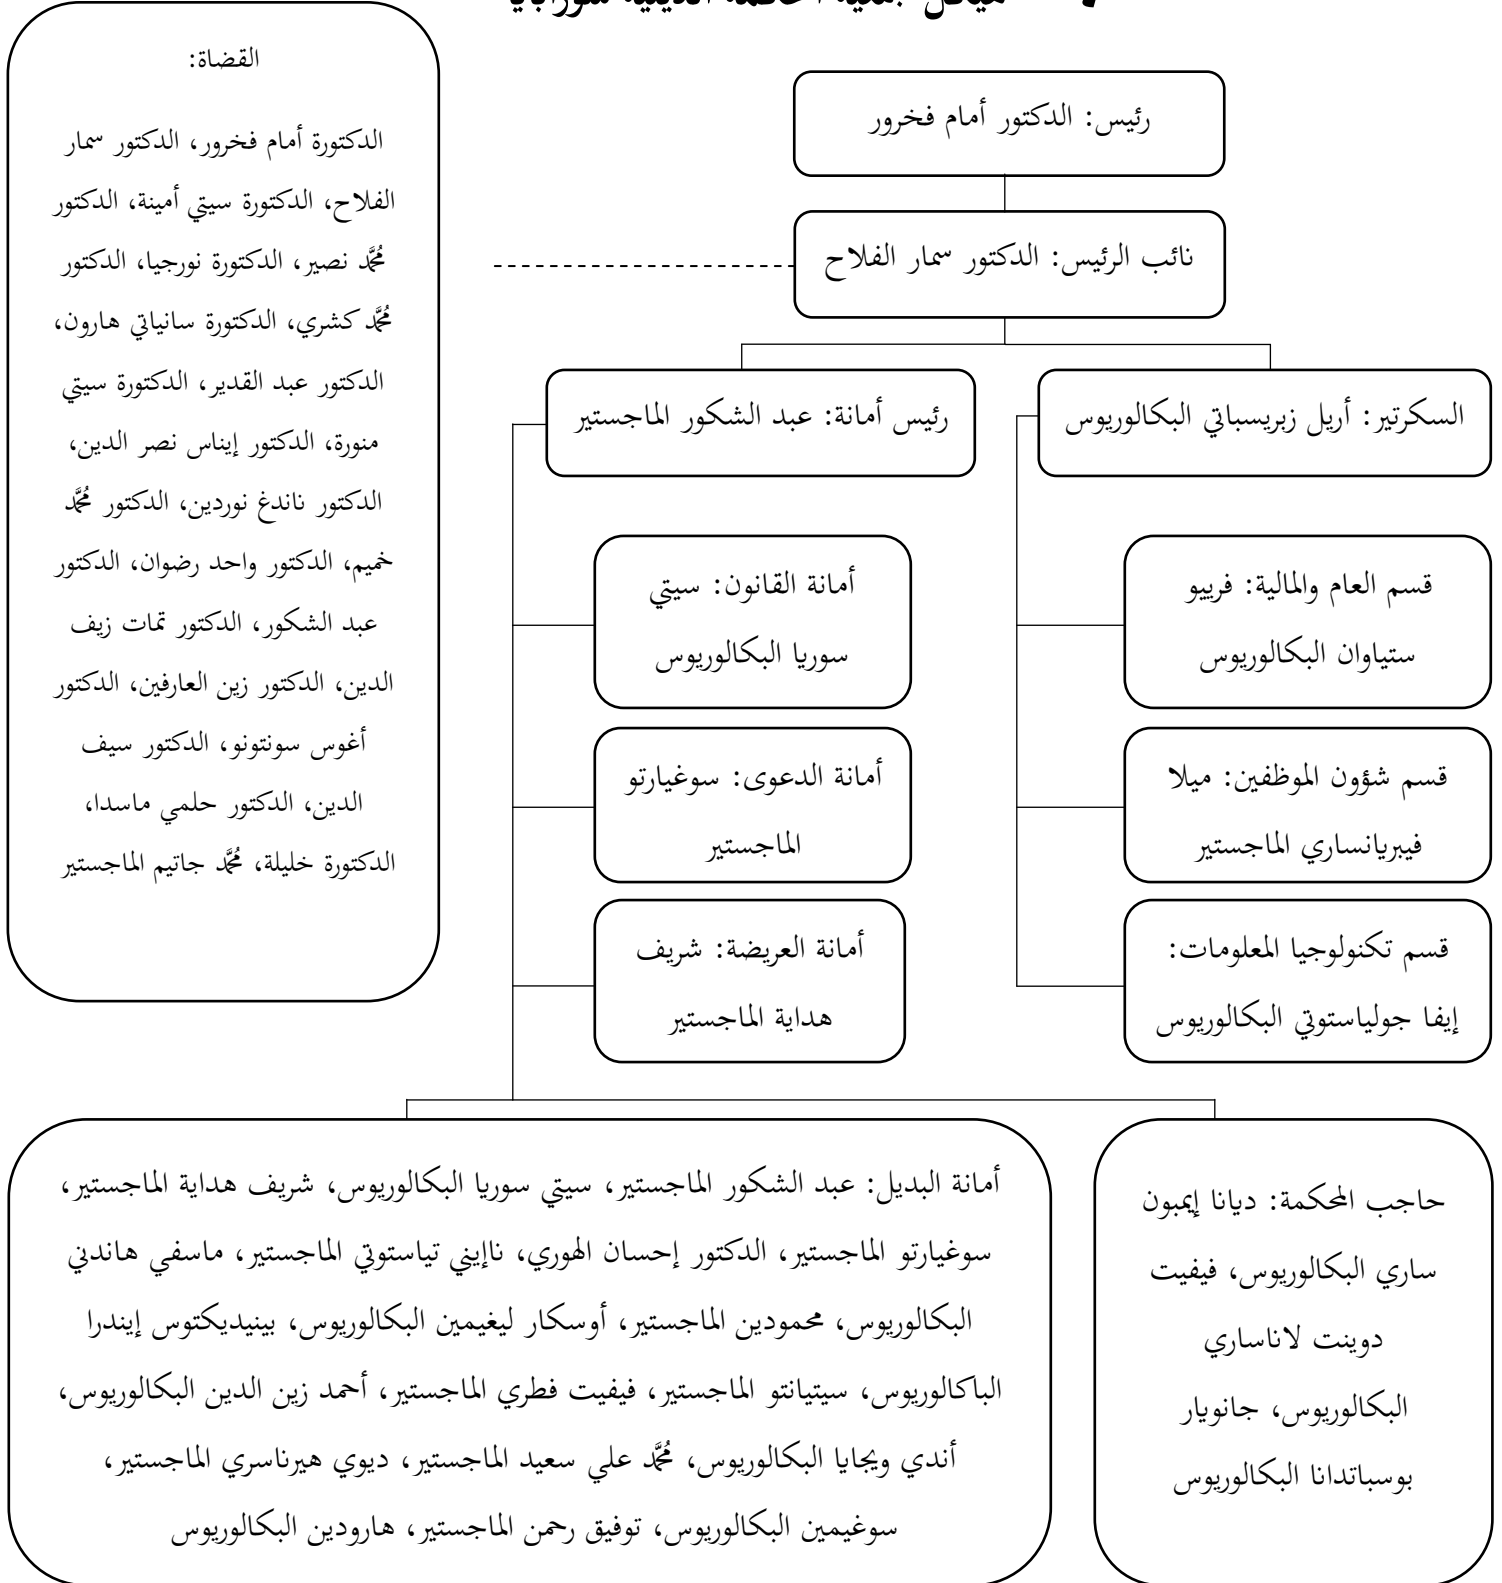 القضاة:
الدكتورة أمام فخرور، الدكتور سمار
الفلاح، الدكتورة سيتي أمينة، الدكتور
مُحَّمد نصير، الدكتورة نورجيا، الدكتور
مُحَّمد كشري، الدكتورة سانياتي هارون،
الدكتور عبد القدير، الدكتورة سيتي
منورة، الدكتور إيناس نصر الدين،
الدكتور ناندغ نوردين، الدكتور مُحَّمد
خميم، الدكتور واحد رضوان، الدكتور
عبد الشكور، الدكتور تمات زيف
الدين، الدكتور زين العارفين، الدكتور
أغوس سونتونو، الدكتور سيف
الدين، الدكتور حلمي ماسدا،
الدكتورة خليلة، مُحَّمد جاتيم الماجستير
رئيس: الدكتور أمام فخرور
نائب الرئيس: الدكتور سمار الفلاح
السكرتير: أريل زبريسباتي البكالوريوس
رئيس أمانة: عبد الشكور الماجستير
قسم العام والمالية: فرييو
ستياوان البكالوريوس
أمانة القانون: سيتي
سوريا البكالوريوس
قسم شؤون الموظفين: ميلا
فيبريانساري الماجستير
أمانة الدعوى: سوغيارتو
الماجستير
قسم تكنولوجيا المعلومات:
إيفا جولياستوتي البكالوريوس
أمانة العريضة: شريف
هداية الماجستير
حاجب المحكمة: ديانا إيمبون
ساري البكالوريوس، فيفيت
دوينت لاناساري
البكالوريوس، جانويار
بوسباتدانا البكالوريوس
أمانة البديل: عبد الشكور الماجستير، سيتي سوريا البكالوريوس، شريف هداية الماجستير،
سوغيارتو الماجستير، الدكتور إحسان الهوري، ناإيني تياستوتي الماجستير، ماسفي هاندني
البكالوريوس، محمودين الماجستير، أوسكار ليغيمين البكالوريوس، بينيديكتوس إيندرا
الباكالوريوس، سيتيانتو الماجستير، فيفيت فطري الماجستير، أحمد زين الدين البكالوريوس،
أندي ويجايا البكالوريوس، مُحَّمد علي سعيد الماجستير، ديوي هيرناسري الماجستير،
سوغيمين البكالوريوس، توفيق رحمن الماجستير، هارودين البكالوريوس